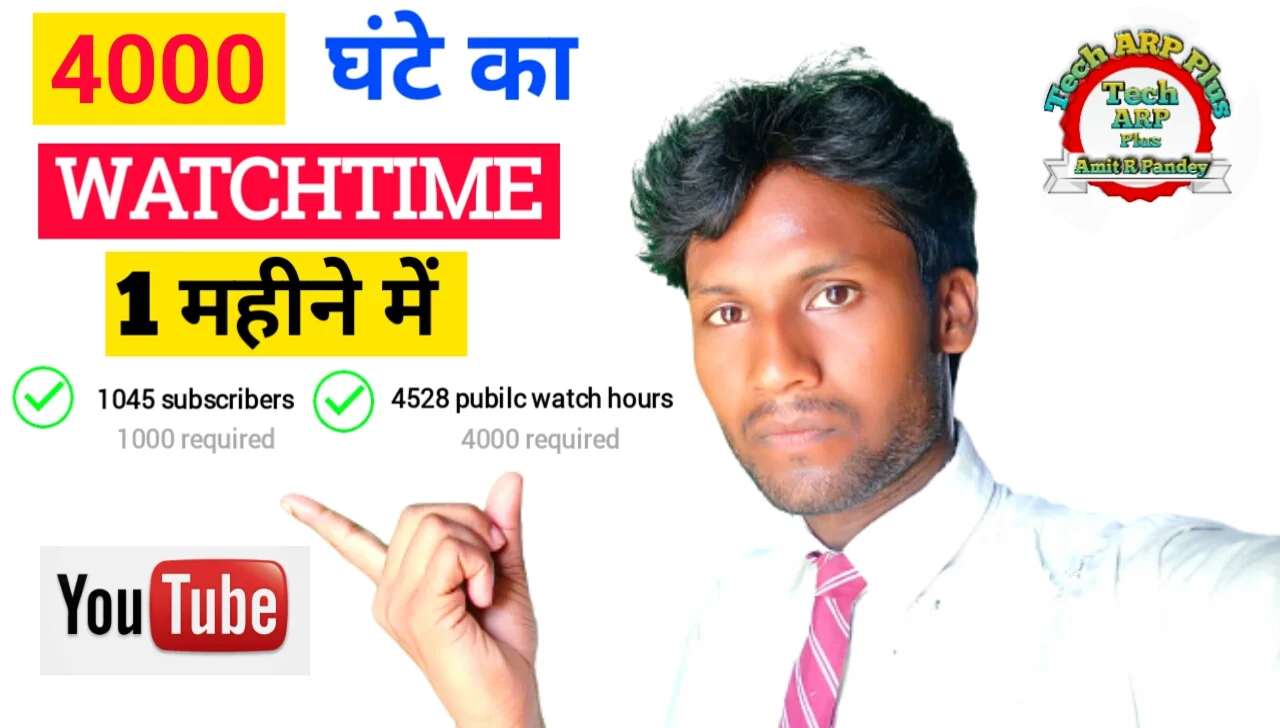 4000 घंटे का
WATCHTIME
1 महीने में
1045 subscribers
1000 required
4528 pubilc watch hours
4000 required
YouTube
Tech ARP Plus
Tech
ARP
Plus
Amit R Pandey